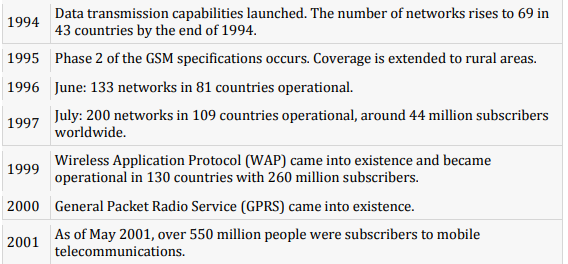 1994 Data transmission capabilities launched. The number of networks rises to 69 in
43 countries by the end of 1994.
1995 Phase 2 of the GSM specifications occurs. Coverage is extended to rural areas.
1996 June: 133 networks in 81 countries operational.
1997 July: 200 networks in 109 countries operational, around 44 million subscribers
worldwide.
1999 Wireless Application Protocol (WAP) came into existence and became
operational in 130 countries with 260 million subscribers.
2000 General Packet Radio Service (GPRS) came into existence.
2001 As of May 2001, over 550 million people were subscribers to mobile
telecommunications.